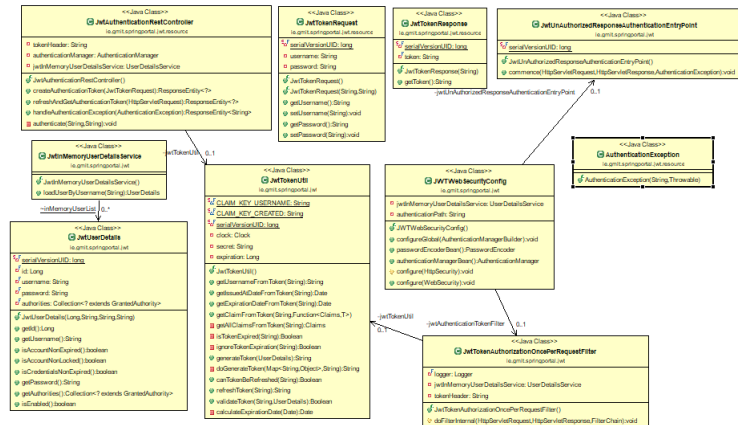 <<Java Class>>
JwtAuthenticationRestController
ie.gmit.springportal.jwt.resource
tokenHeader: String
authenticationManager: AuthenticationManager
jwtInMemoryUserDetailsService: UserDetailsService
JwtAuthenticationRestController()
createAuthenticationToken(JwtTokenRequest):ResponseEntity<?>
refreshAndGetAuthenticationToken(HttpServletRequest):ResponseEntity<?>
handleAuthenticationException(AuthenticationException):ResponseEntity<String>
authenticate(String,String):void
<<Java Class>>
JwtTokenRequest
ie.gmit.springportal.jwt.resource
serialVersionUID: long
username: String
password: String
JwtTokenRequest()
JwtTokenRequest(String,String)
getUsername():String
setUsername(String):void
getPassword():String
setPassword(String):void
<<Java Class>>
JwtTokenResponse
ie.gmit.springportal.jwt.resource
serialVersionUID: long
token: String
JwtTokenResponse(String)
getToken():String
<<Java Class>>
JwtUnAuthorizedResponseAuthenticationEntryPoint
ie.gmit.springportal.jwt
serialVersionUID: long
JwtUnAuthorizedResponseAuthenticationEntryPoint()
commence(HttpServletRequest,HttpServletResponse,AuthenticationException):void
-jwtUnAuthorizedResponseAuthenticationEntryPoint
0..1
<<Java Class>>
AuthenticationException
ie.gmit.springportal.jwt.resource
AuthenticationException(String,Throwable)
<<Java Class>>
JwtInMemoryUserDetailsService
ie.gmit.springportal.jwt
JwtInMemoryUserDetailsService()
loadUserByUsername(String):UserDetails
~inMemoryUserList
0..*
-jwtTokenUtil
0..1
<<Java Class>>
JwtUserDetails
ie.gmit.springportal.jwt
serialVersionUID: long
id: Long
username: String
password: String
authorities: Collection<? extends GrantedAuthority>
JwtUserDetails(Long,String,String,String)
getId():Long
getUsername():String
isAccountNonExpired():boolean
isAccountNonLocked():boolean
isCredentialsNonExpired():boolean
getPassword():String
getAuthorities():Collection<? extends GrantedAuthority>
isEnabled():boolean
<<Java Class>>
JwtTokenUtil
ie.gmit.springportal.jwt
CLAIM_KEY_USERNAME: String
CLAIM_KEY_CREATED: String
serialVersionUID: long
clock: Clock
secret: String
expiration: Long
JwtTokenUtil()
getUsernameFromToken(String):String
getIssuedAtDateFromToken(String):Date
getExpirationDateFromToken(String):Date
getClaimFromToken(String,Function<Claims,T>)
getAllClaimsFromToken(String):Claims
isTokenExpired(String):Boolean
ignoreTokenExpiration(String):Boolean
generateToken(UserDetails):String
doGenerateToken(Map<String,Object>,String):String
canTokenBeRefreshed(String):Boolean
refreshToken(String):String
validateToken(String,UserDetails):Boolean
calculateExpirationDate(Date):Date
<<Java Class>>
JWTWebSecurityConfig
ie.gmit.springportal.jwt
jwtInMemoryUserDetailsService: UserDetailsService
authenticationPath: String
JWTWebSecurityConfig()
configureGlobal(AuthenticationManagerBuilder):void
passwordEncoderBean():PasswordEncoder
authenticationManagerBean():AuthenticationManager
configure(HttpSecurity):void
configure(WebSecurity):void
-jwtTokenUtil
0..1
-jwtAuthenticationTokenFilter
0..1
<<Java Class>>
JwtTokenAuthorizationOncePerRequestFilter
ie.gmit.springportal.jwt
logger: Logger
jwtInMemoryUserDetailsService: UserDetailsService
tokenHeader: String
JwtTokenAuthorizationOncePerRequestFilter()
doFilterInternal(HttpServletRequest,HttpServletResponse,FilterChain):void